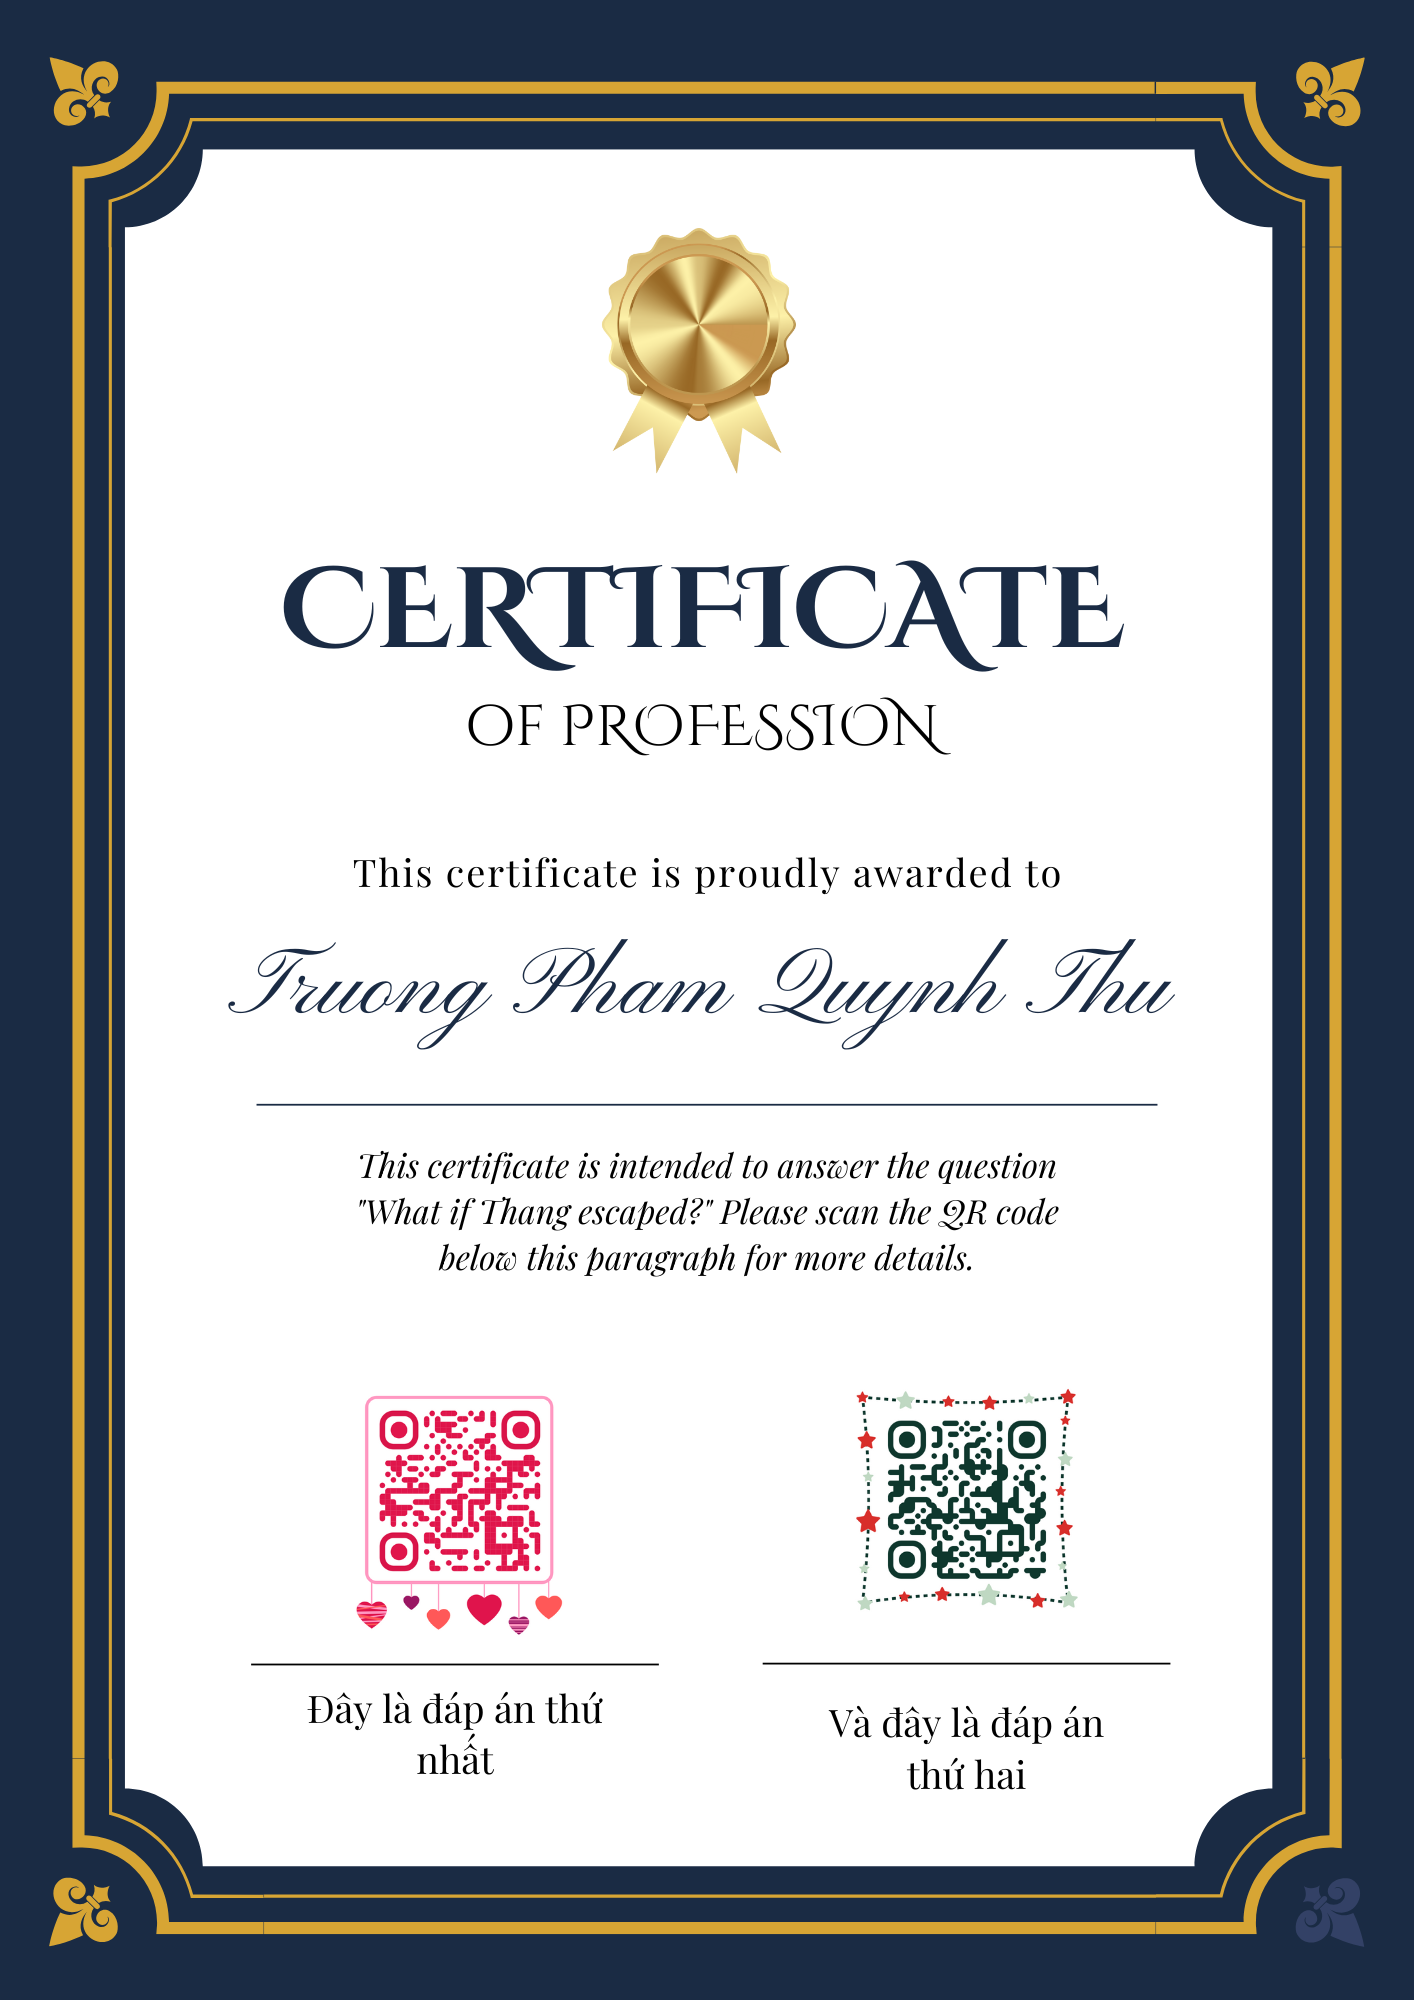 CERTIFICATE
OF PROFESSION
This certificate is proudly awarded to
Truong Pham Quynh Thu
This certificate is intended to answer the question
"What if Thang escaped?" Please scan the QR code
below this paragraph for more details.
Đây là đáp án thứ
nhất
Và đây là đáp án
thứ hai